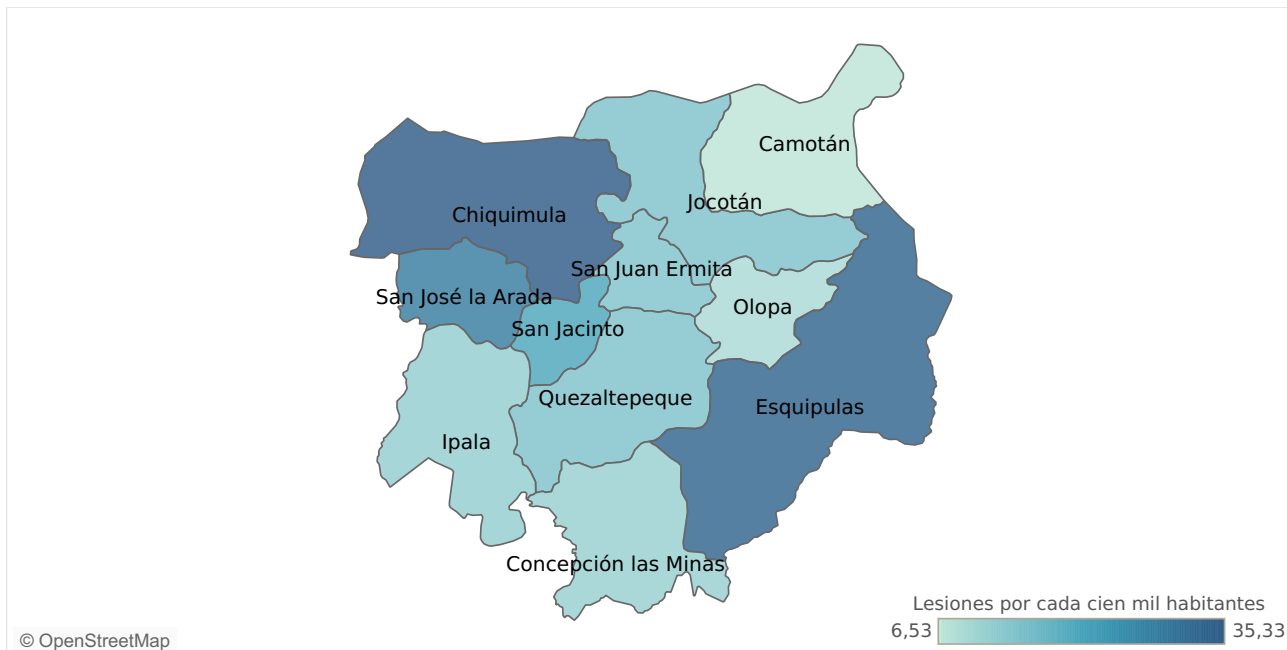 Camotán
Jocotán
Chiquimula
San Juan Ermita
San José la Arada
Olopa
San Jacinto
Quezaltepeque
Esquipulas
Ipala
Concepción las Minas
Lesiones por cada cien mil habitantes
6,53
35,33
© OpenStreetMap